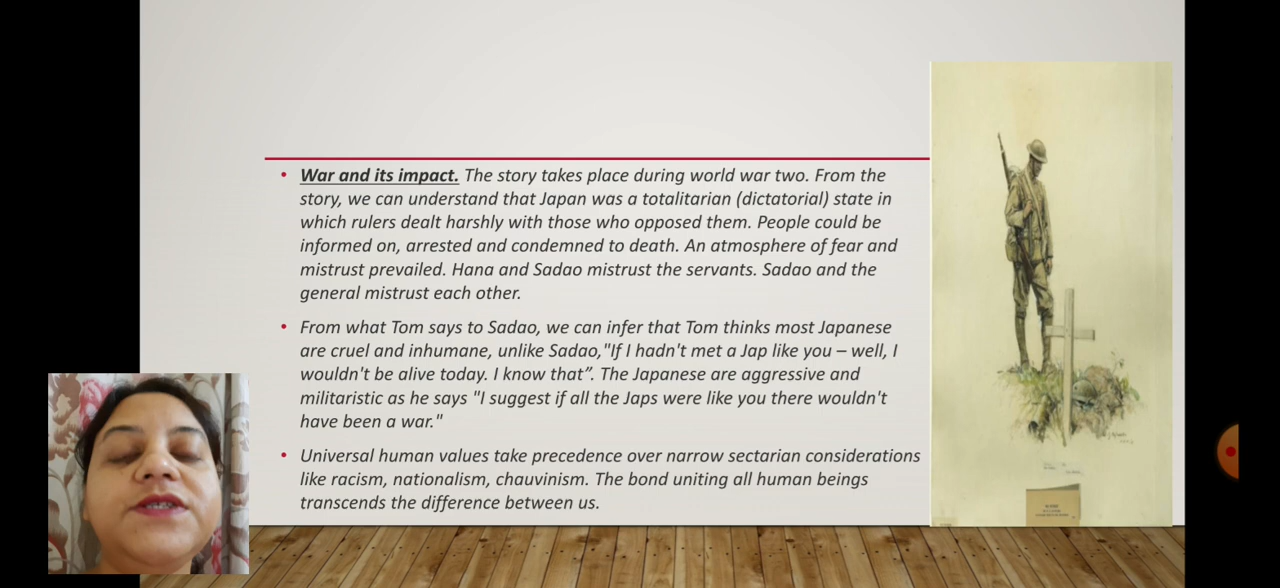 • War and its impact. The story takes place during world war two. From the
story, we can understand that Japan was a totalitarian (dictatorial) state in
which rulers dealt harshly with those who opposed them. People could be
informed on, arrested and condemned to death. An atmosphere of fear and
mistrust prevailed. Hana and Sadao mistrust the servants. Sadao and the
general mistrust each other.
• From what Tom says to Sadao, we can infer that Tom thinks most Japanese
are cruel and inhumane, unlike Sadao,"If I hadn't met a Jap like you – well, I
wouldn't be alive today. I know that”. The Japanese are aggressive and
militaristic as he says "I suggest if all the Japs were like you there wouldn't
have been a war."
• Universal human values take precedence over narrow sectarian considerations
like racism, nationalism, chauvinism. The bond uniting all human beings
transcends the difference between us.